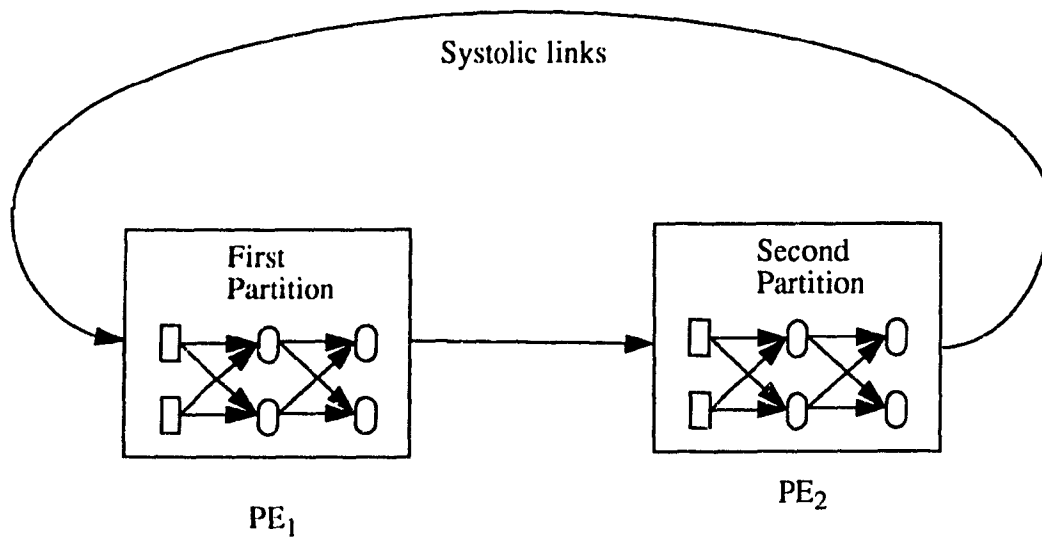 Systolic links
First
Partition
Second
Partition
PE1
PE2